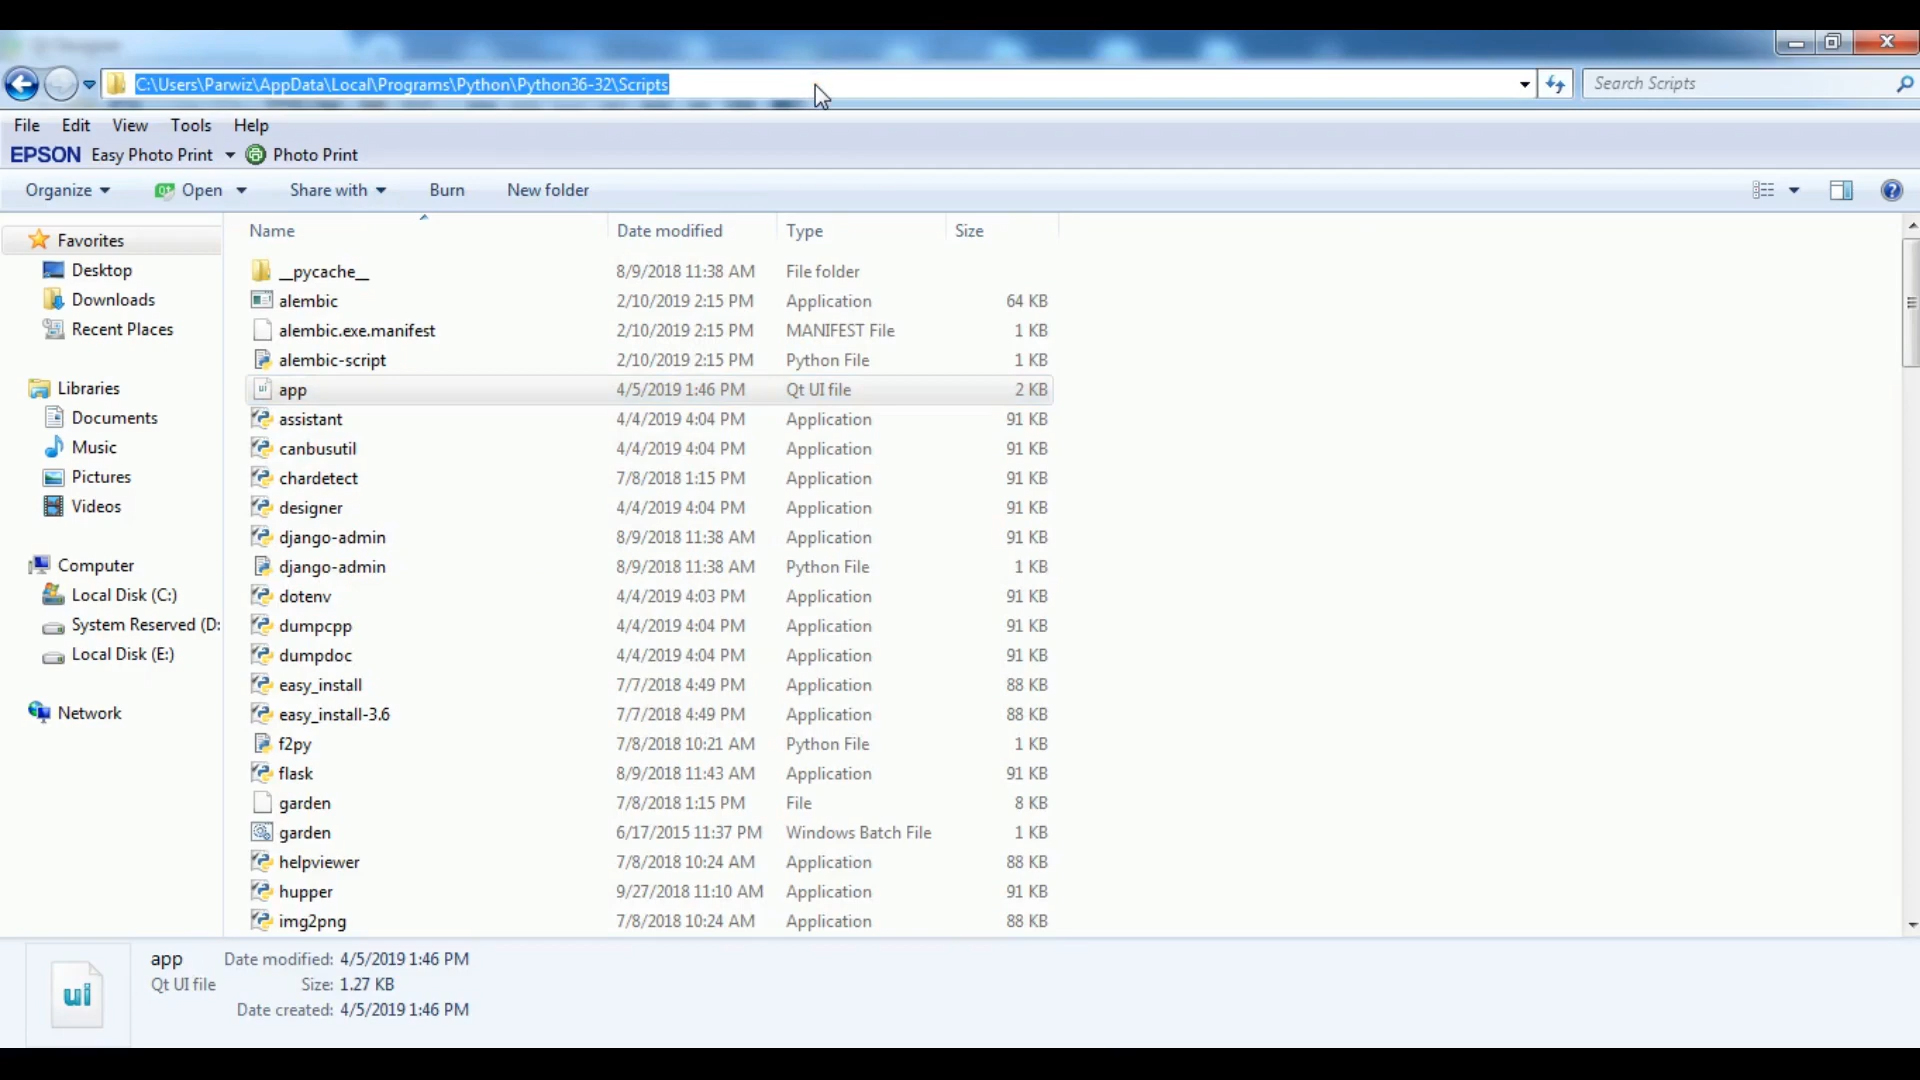 C:\Users\Parwiz\AppData\Local\Programs\Python\Python36-32\Scripts
Search Scripts
File Edit View Tools Help
EPSON Easy Photo Print Photo Print
Organize Open Share with Burn New folder
Name Date modified Type Size
Favorites
Desktop
Downloads
Recent Places
Libraries
Documents
Music
Pictures
Videos
Computer
Local Disk (C:)
System Reserved (D:
Local Disk (E:)
Network
__pycache__ 8/9/2018 11:38 AM File folder
alembic 2/10/2019 2:15 PM Application 64 KB
alembic.exe.manifest 2/10/2019 2:15 PM MANIFEST File 1 KB
alembic-script 2/10/2019 2:15 PM Python File 1 KB
ui app 4/5/2019 1:46 PM Qt UI file 2 KB
assistant 4/4/2019 4:04 PM Application 91 KB
canbusutil 4/4/2019 4:04 PM Application 91 KB
chardetect 7/8/2018 1:15 PM Application 91 KB
designer 4/4/2019 4:04 PM Application 91 KB
django-admin 8/9/2018 11:38 AM Application 91 KB
django-admin 8/9/2018 11:38 AM Python File 1 KB
dotenv 4/4/2019 4:03 PM Application 91 KB
dumpcpp 4/4/2019 4:04 PM Application 91 KB
dumpdoc 4/4/2019 4:04 PM Application 91 KB
easy_install 7/7/2018 4:49 PM Application 88 KB
easy_install-3.6 7/7/2018 4:49 PM Application 88 KB
f2py 7/8/2018 10:21 AM Python File 1 KB
flask 8/9/2018 11:43 AM Application 91 KB
garden 7/8/2018 1:15 PM File 8 KB
garden 6/17/2015 11:37 PM Windows Batch File 1 KB
helpviewer 7/8/2018 10:24 AM Application 88 KB
hupper 9/27/2018 11:10 AM Application 91 KB
img2png 7/8/2018 10:24 AM Application 88 KB
ui
app Date modified: 4/5/2019 1:46 PM
Qt UI file Size: 1.27 KB
Date created: 4/5/2019 1:46 PM